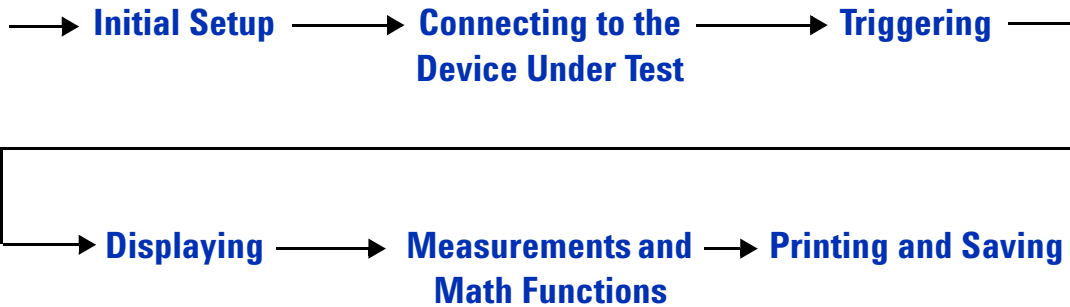 Initial Setup
Connecting to the
Device Under Test
Triggering
Displaying
Measurements and
Math Functions
Printing and Saving